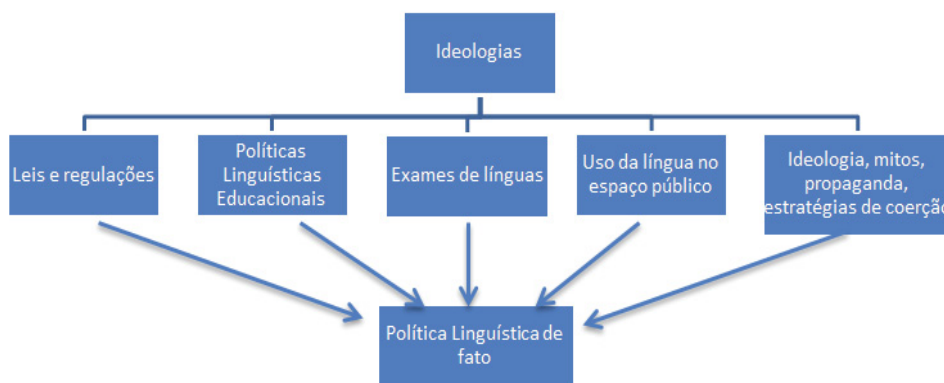 Ideologias
Leis e regulações
Políticas
Linguísticas
Educacionais
Exames de línguas
Uso da língua no
espaço público
Ideologia, mitos,
propaganda,
estratégias de coerção
Política Linguística de
fato